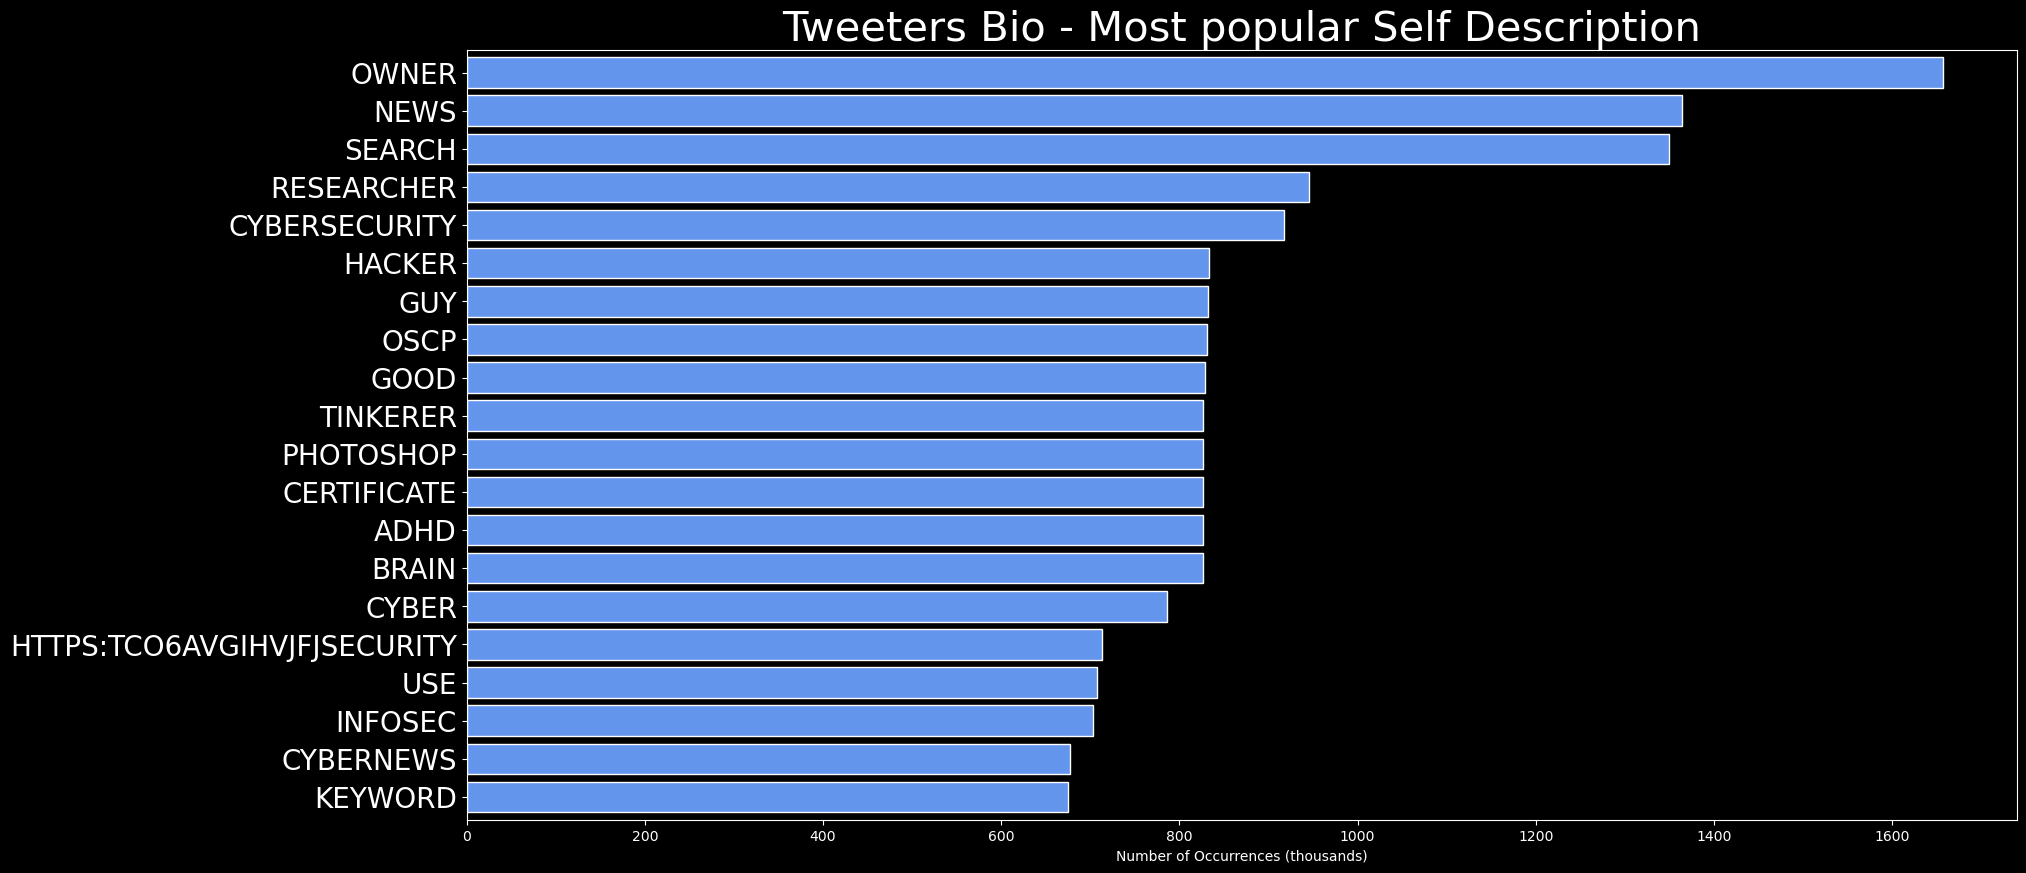 Tweeters Bio - Most popular Self Description
OWNER
NEWS
SEARCH
RESEARCHER
CYBERSECURITY
HACKER
GUY
OSCP
GOOD
TINKERER
PHOTOSHOP
CERTIFICATE
ADHD
BRAIN
CYBER
HTTPS:TCO6AVGIHVJFJSECURITY
USE
INFOSEC
CYBERNEWS
KEYWORD
0 200 400 600 800 1000 1200 1400 1600
Number of Occurrences (thousands)